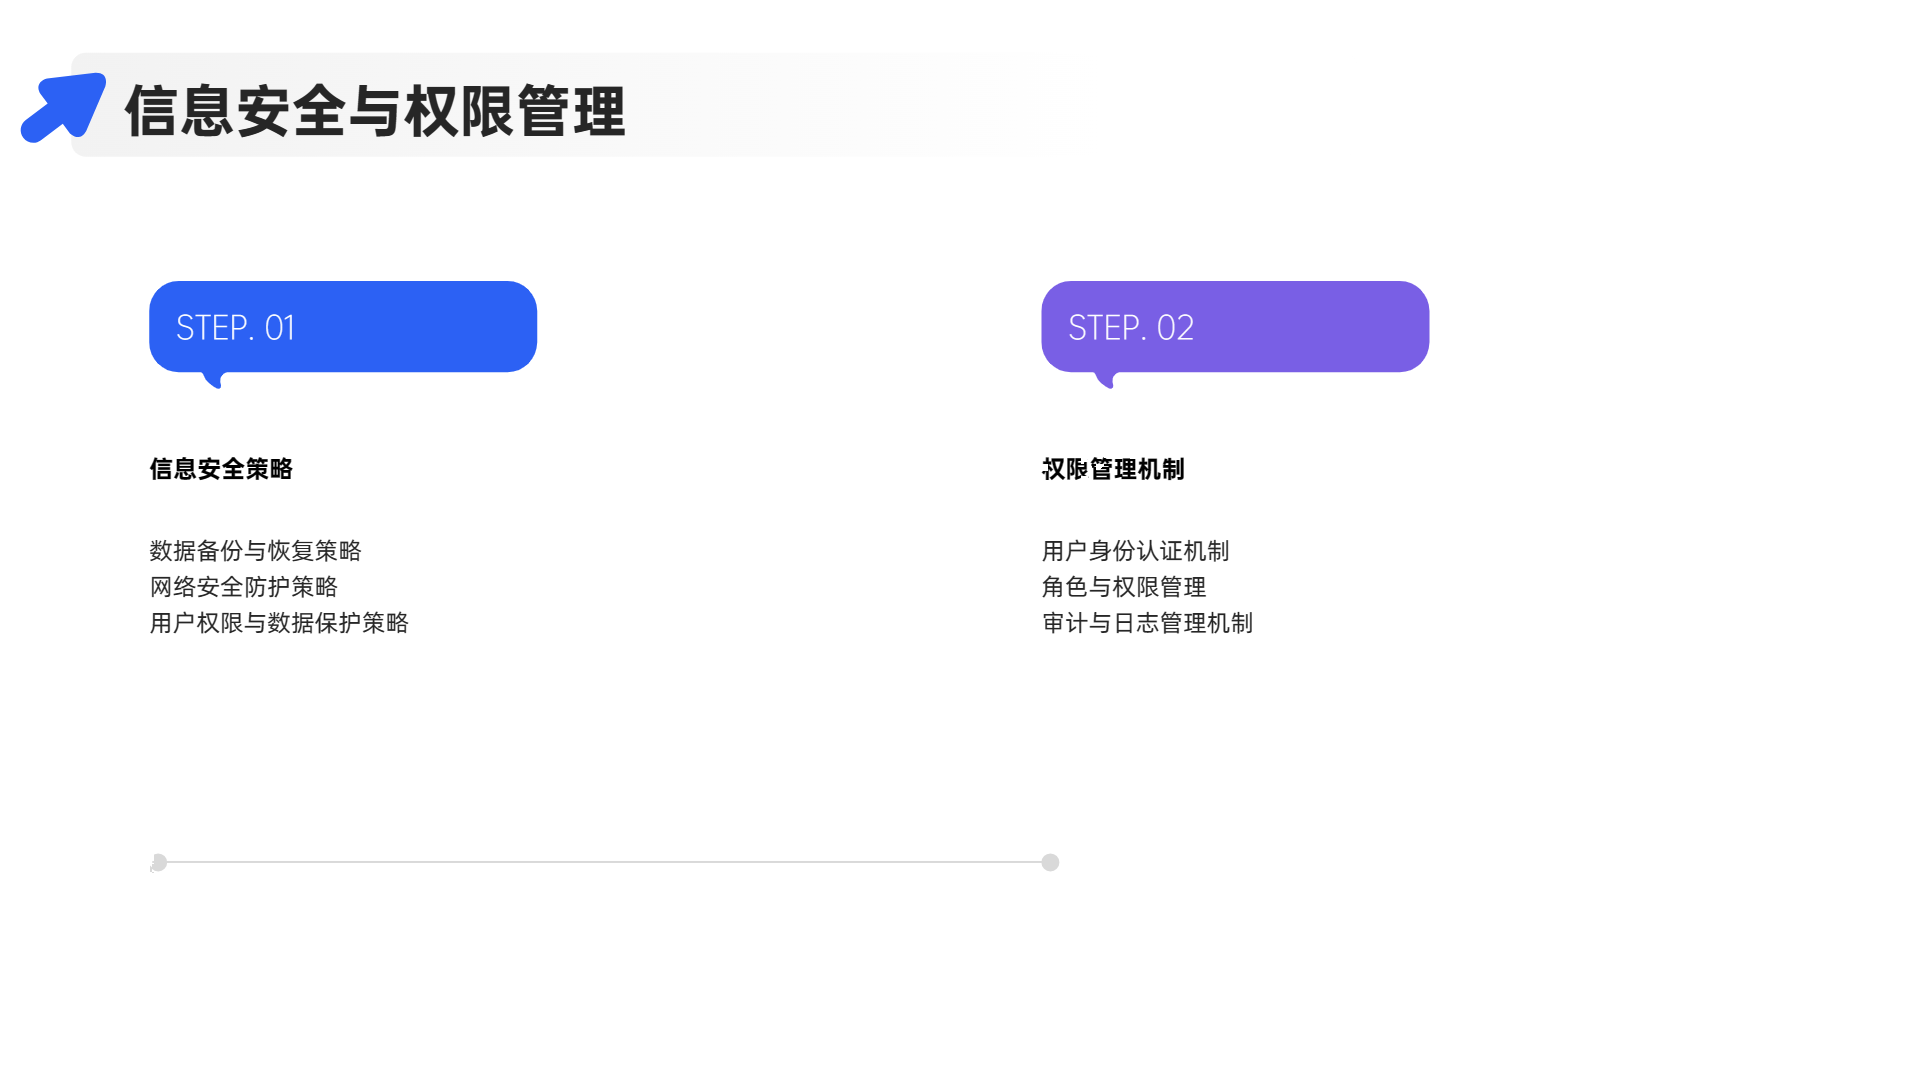 信息安全与权限管理
STEP. 01
信息安全策略
数据备份与恢复策略
网络安全防护策略
用户权限与数据保护策略
STEP. 02
权限管理机制
用户身份认证机制
角色与权限管理
审计与日志管理机制